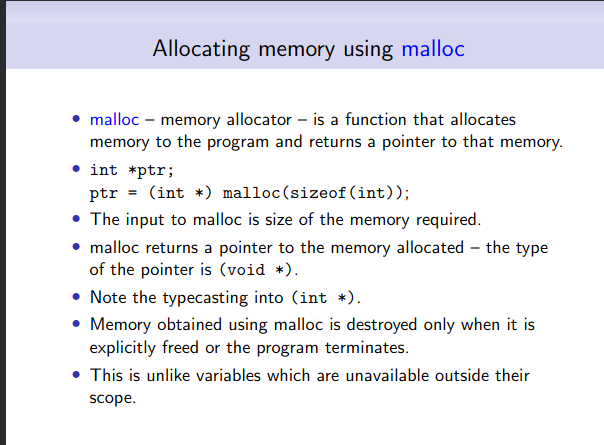 Allocating memory using malloc
• malloc – memory allocator – is a function that allocates
memory to the program and returns a pointer to that memory.
• int *ptr;
ptr = (int *) malloc(sizeof(int));
• The input to malloc is size of the memory required.
• malloc returns a pointer to the memory allocated – the type
of the pointer is (void *).
• Note the typecasting into (int *).
• Memory obtained using malloc is destroyed only when it is
explicitly freed or the program terminates.
• This is unlike variables which are unavailable outside their
scope.